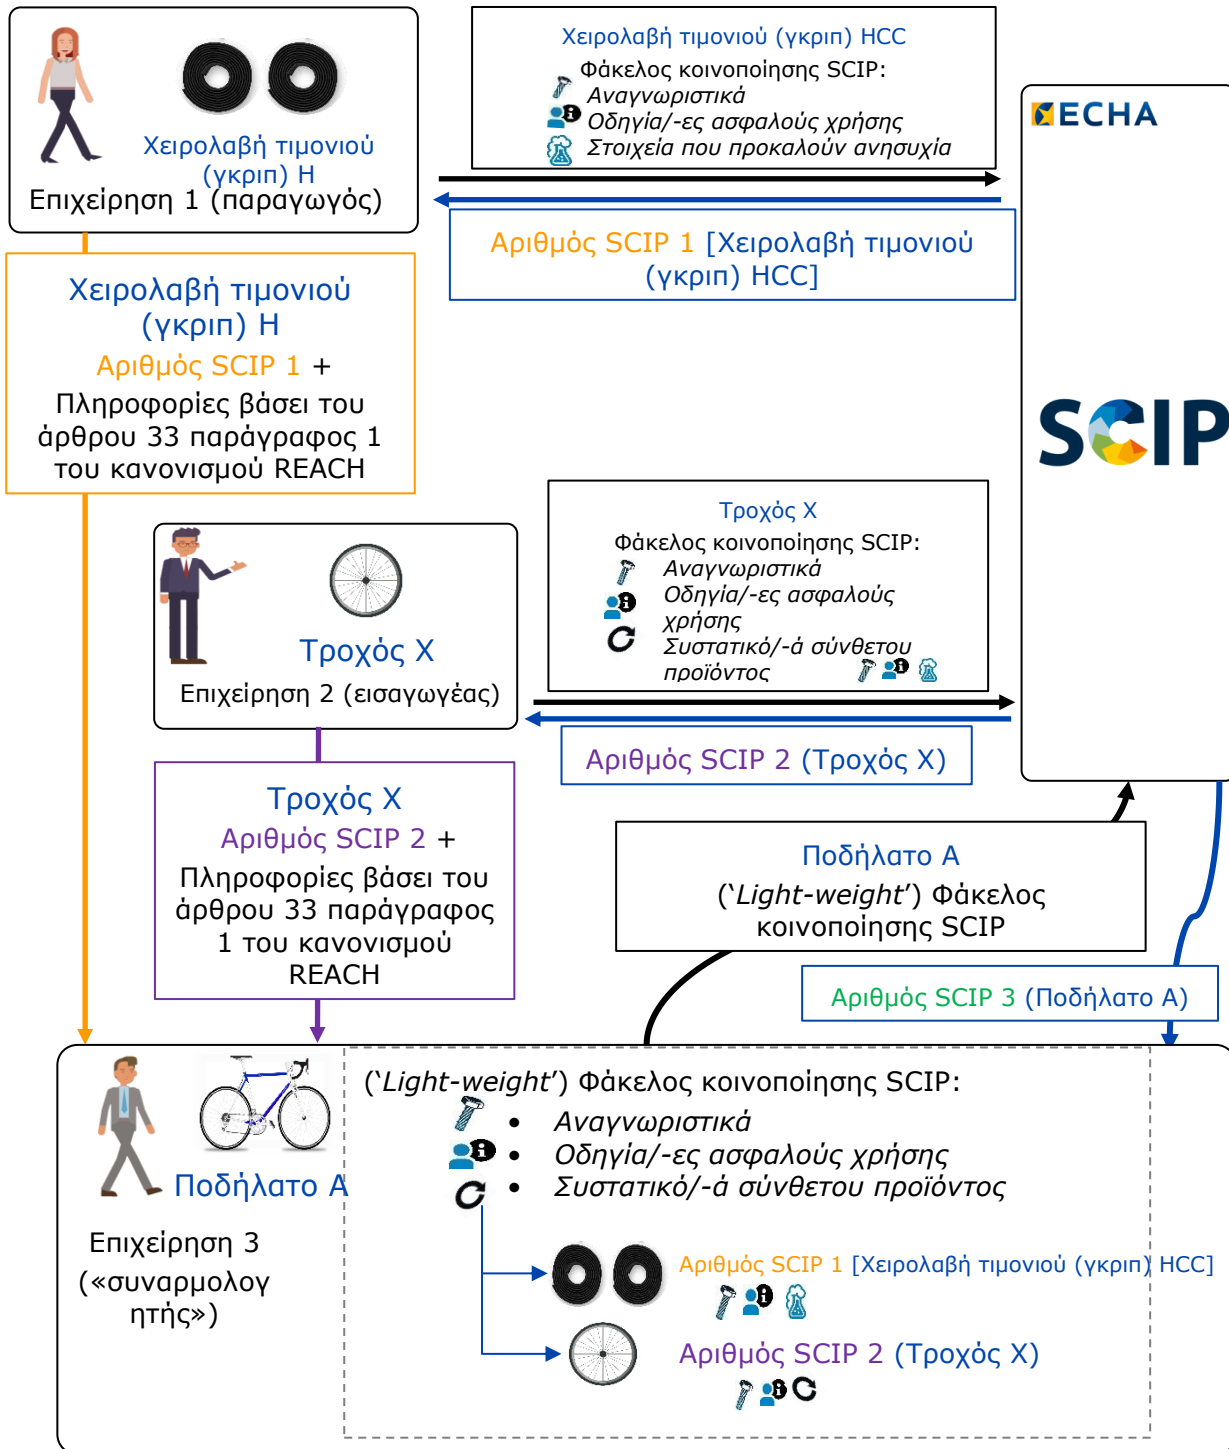 Χειρολαβή τιμονιού
(γκριπ) H
Επιχείρηση 1 (παραγωγός)
Χειρολαβή τιμονιού (γκριπ) HCC
Φάκελος κοινοποίησης SCIP:
Αναγνωριστικά
Οδηγία/-ες ασφαλούς χρήσης
Στοιχεία που προκαλούν ανησυχία
ECHA
SCIP
Αριθμός SCIP 1 [Χειρολαβή τιμονιού
(γκριπ) HCC]
Χειρολαβή τιμονιού
(γκριπ) H
Αριθμός SCIP 1 +
Πληροφορίες βάσει του
άρθρου 33 παράγραφος 1
του κανονισμού REACH
Τροχός X
Επιχείρηση 2 (εισαγωγέας)
Τροχός X
Φάκελος κοινοποίησης SCIP:
Αναγνωριστικά
Οδηγία/-ες ασφαλούς
χρήσης
Συστατικό/-ά σύνθετου
προϊόντος
Αριθμός SCIP 2 (Τροχός X)
Τροχός X
Αριθμός SCIP 2 +
Πληροφορίες βάσει του
άρθρου 33 παράγραφος
1 του κανονισμού
REACH
Ποδήλατο A
(‘Light-weight’) Φάκελος
κοινοποίησης SCIP
Αριθμός SCIP 3 (Ποδήλατο A)
Ποδήλατο A
Επιχείρηση 3
(«συναρμολογ
ητής»)
(‘Light-weight’) Φάκελος κοινοποίησης SCIP:
• Αναγνωριστικά
• Οδηγία/-ες ασφαλούς χρήσης
• Συστατικό/-ά σύνθετου προϊόντος
Αριθμός SCIP 1 [Χειρολαβή τιμονιού (γκριπ) HCC]
Αριθμός SCIP 2 (Τροχός X)